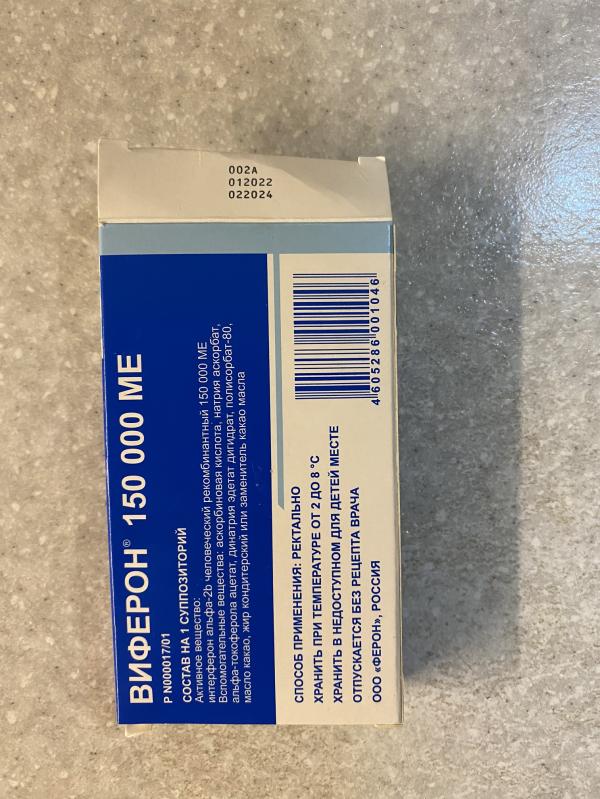 002A
012022
022024
ВИФЕРОН® 150 000 МЕ
Р N000017/01
СОСТАВ НА 1 СУППОЗИТОРИЙ
Активное вещество:
интерферон альфа-2b человеческий рекомбинантный 150 000 МЕ
Вспомогательные вещества: аскорбиновая кислота, натрия аскорбат,
альфа-токоферола ацетат, динатрия эдетат дигидрат, полисорбат-80,
масло какао, жир кондитерский или заменитель какао масла
СПОСОБ ПРИМЕНЕНИЯ: РЕКТАЛЬНО
ХРАНИТЬ ПРИ ТЕМПЕРАТУРЕ ОТ 2 ДО 8 °С
ХРАНИТЬ В НЕДОСТУПНОМ ДЛЯ ДЕТЕЙ МЕСТЕ
ОТПУСКАЕТСЯ БЕЗ РЕЦЕПТА ВРАЧА
ООО «ФЕРОН», РОССИЯ
4 605286 001046